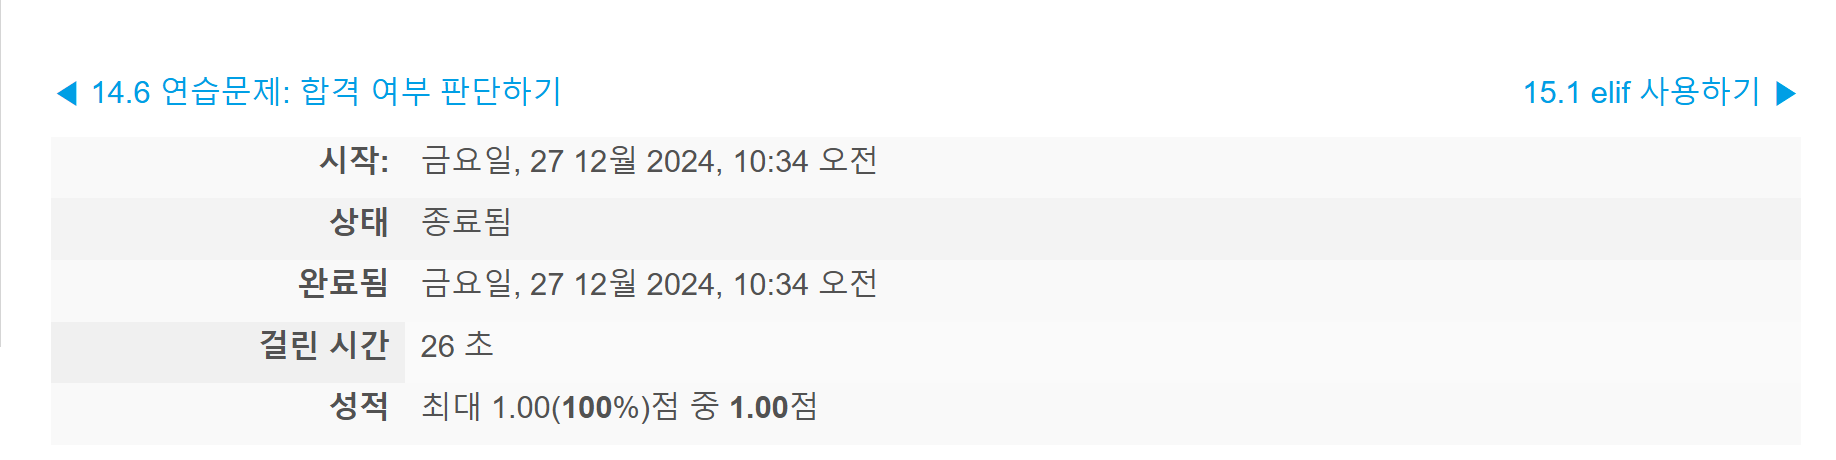 ◀ 14.6 연습문제: 합격 여부 판단하기
15.1 elif 사용하기 ▶
시작: 금요일, 27 12월 2024, 10:34 오전
상태 종료됨
완료됨 금요일, 27 12월 2024, 10:34 오전
걸린 시간 26 초
성적 최대 1.00(100%)점 중 1.00점